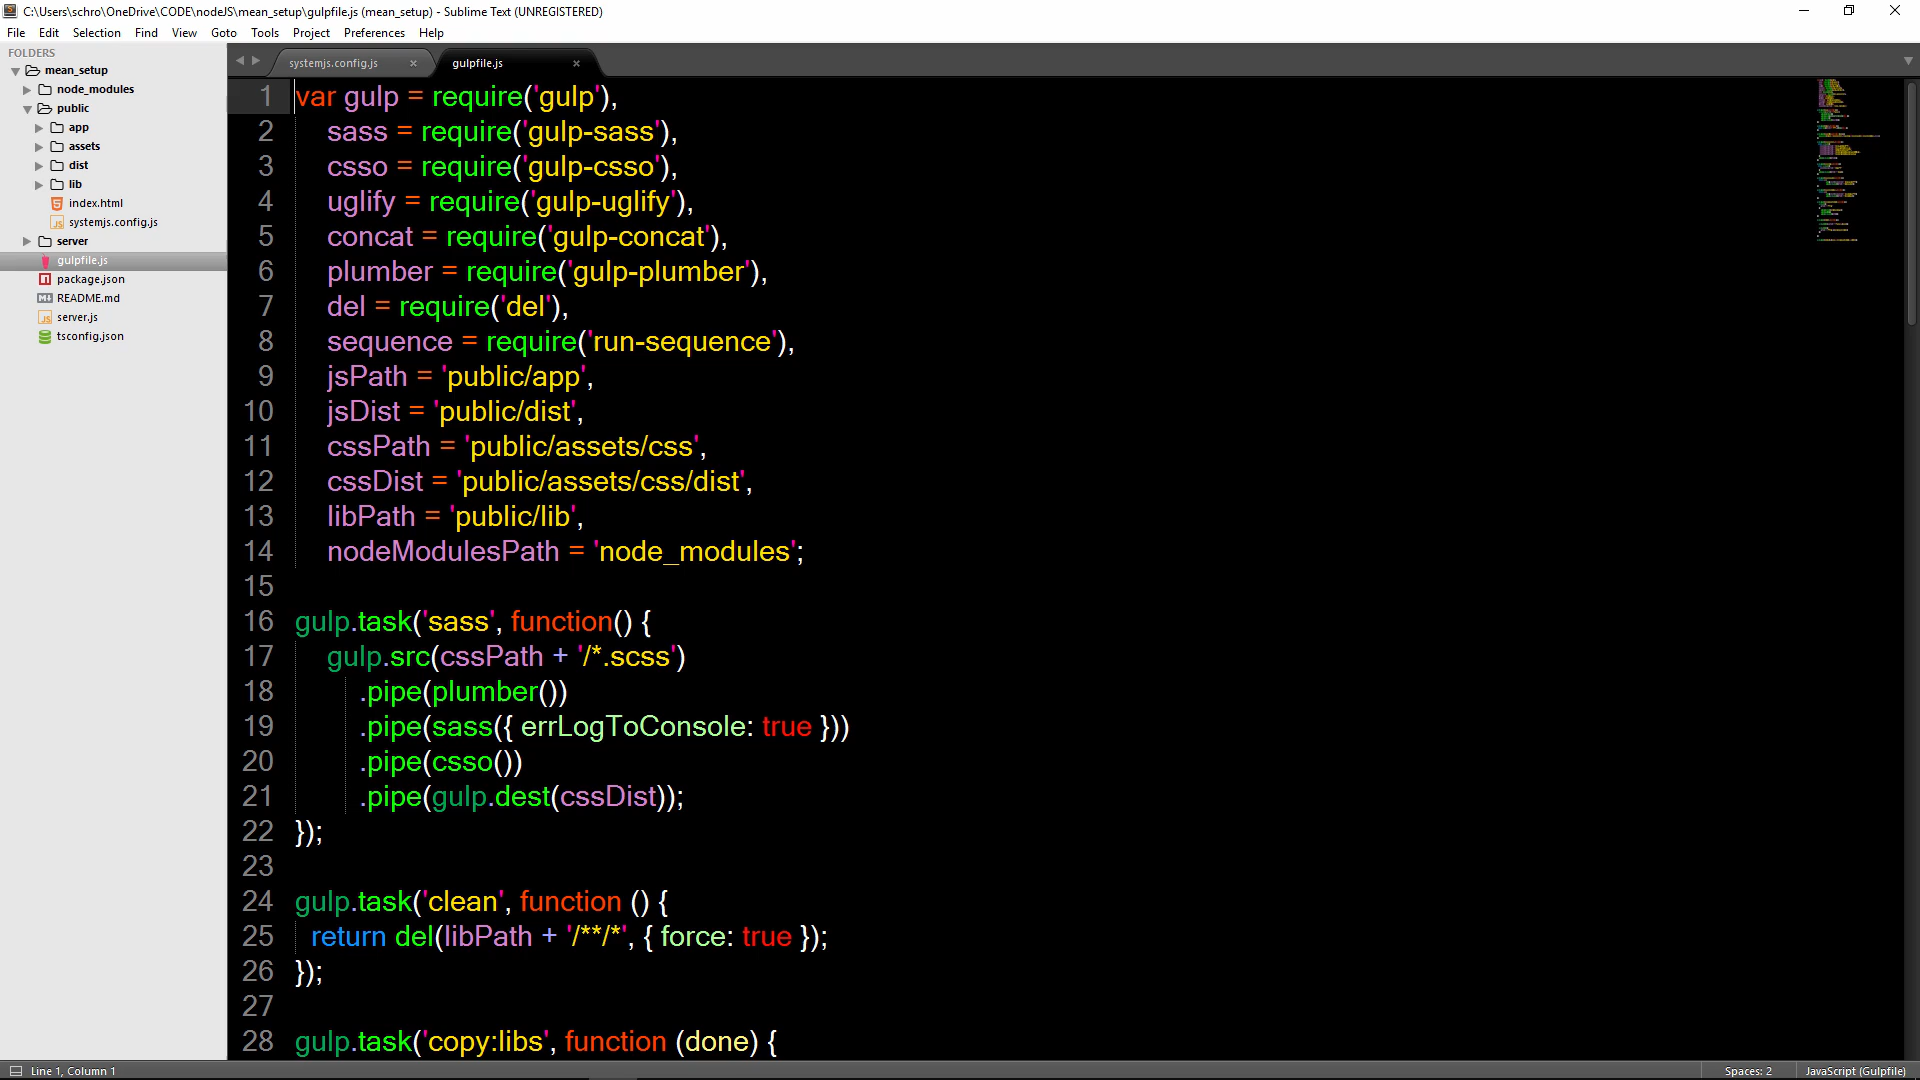 C:\Users\schro\OneDrive\CODE\nodeJS\mean_setup\gulpfile.js (mean_setup) - Sublime Text (UNREGISTERED)
File Edit Selection Find View Goto Tools Project Preferences Help
FOLDERS
mean_setup
node_modules
public
app
assets
dist
lib
index.html
systemjs.config.js
server
gulpfile.js
package.json
README.md
server.js
tsconfig.json
systemjs.config.js × gulpfile.js ×
1 var gulp = require('gulp'),
2 sass = require('gulp-sass'),
3 csso = require('gulp-csso'),
4 uglify = require('gulp-uglify'),
5 concat = require('gulp-concat'),
6 plumber = require('gulp-plumber'),
7 del = require('del'),
8 sequence = require('run-sequence'),
9 jsPath = 'public/app',
10 jsDist = 'public/dist',
11 cssPath = 'public/assets/css',
12 cssDist = 'public/assets/css/dist',
13 libPath = 'public/lib',
14 nodeModulesPath = 'node_modules';
15
16 gulp.task('sass', function() {
17 gulp.src(cssPath + '/*.scss')
18 .pipe(plumber())
19 .pipe(sass({ errLogToConsole: true }))
20 .pipe(csso())
21 .pipe(gulp.dest(cssDist));
22 });
23
24 gulp.task('clean', function () {
25 return del(libPath + '/**/*', { force: true });
26 });
27
28 gulp.task('copy:libs', function (done) {
Line 1, Column 1
Spaces: 2
JavaScript (Gulpfile)